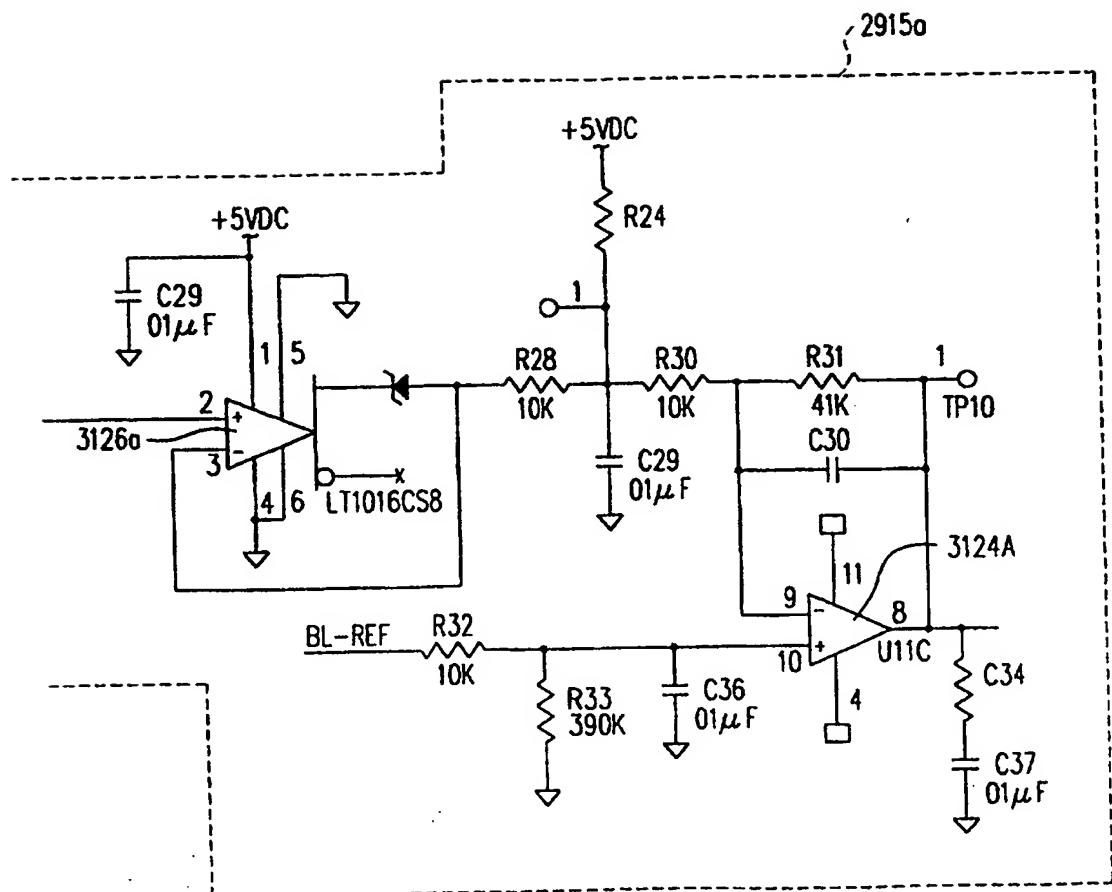 2915a
+5VDC
R24
+5VDC
C29
01µF
1
1 5
R28
10K
R30
10K
R31
41K
1
TP10
2
+
3126a
-
3
4 6
x
LT1016CS8
C29
01µF
C30
3124A
11
9
-
8
10
+
U11C
4
BL-REF
R32
10K
R33
390K
C36
01µF
C34
C37
01µF